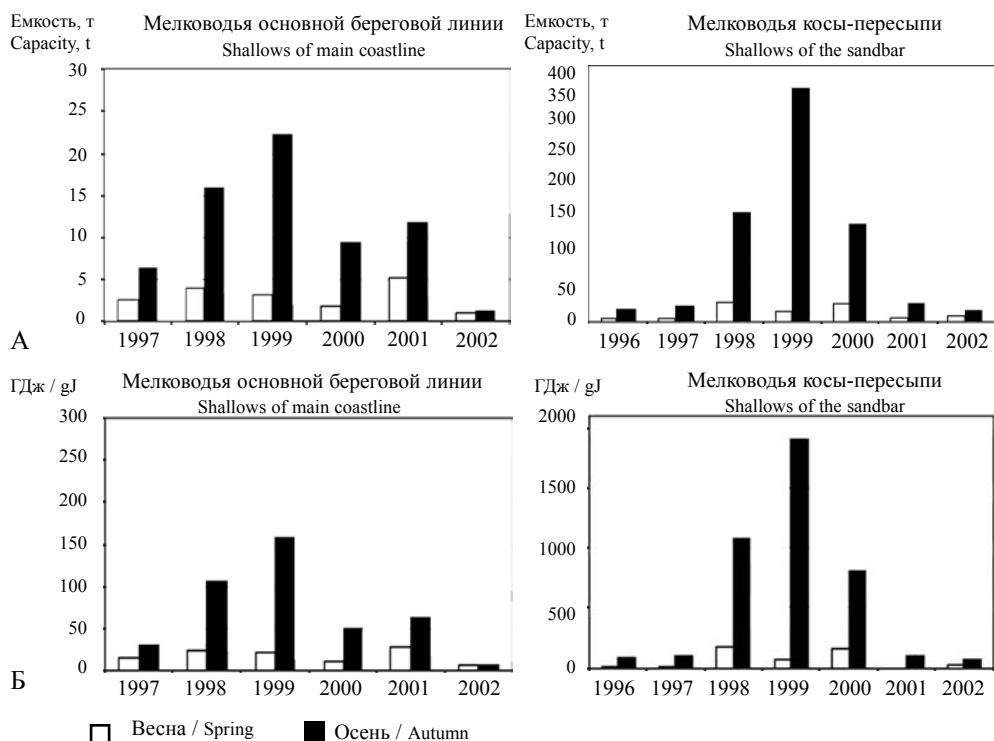 Емкость, т
Capacity, t
Мелководья основной береговой линии
Shallows of main coastline
30
25
20
15
10
5
0
1997 1998 1999 2000 2001 2002
Емкость, т
Capacity, t
Мелководья косы-пересыпи
Shallows of the sandbar
400
350
300
250
200
150
100
50
0
1996 1997 1998 1999 2000 2001 2002
А
ГДж / gJ
Мелководья основной береговой линии
Shallows of main coastline
300
250
200
150
100
50
0
1997 1998 1999 2000 2001 2002
ГДж / gJ
Мелководья косы-пересыпи
Shallows of the sandbar
2000
1500
1000
500
0
1996 1997 1998 1999 2000 2001 2002
Б
Весна / Spring Осень / Autumn